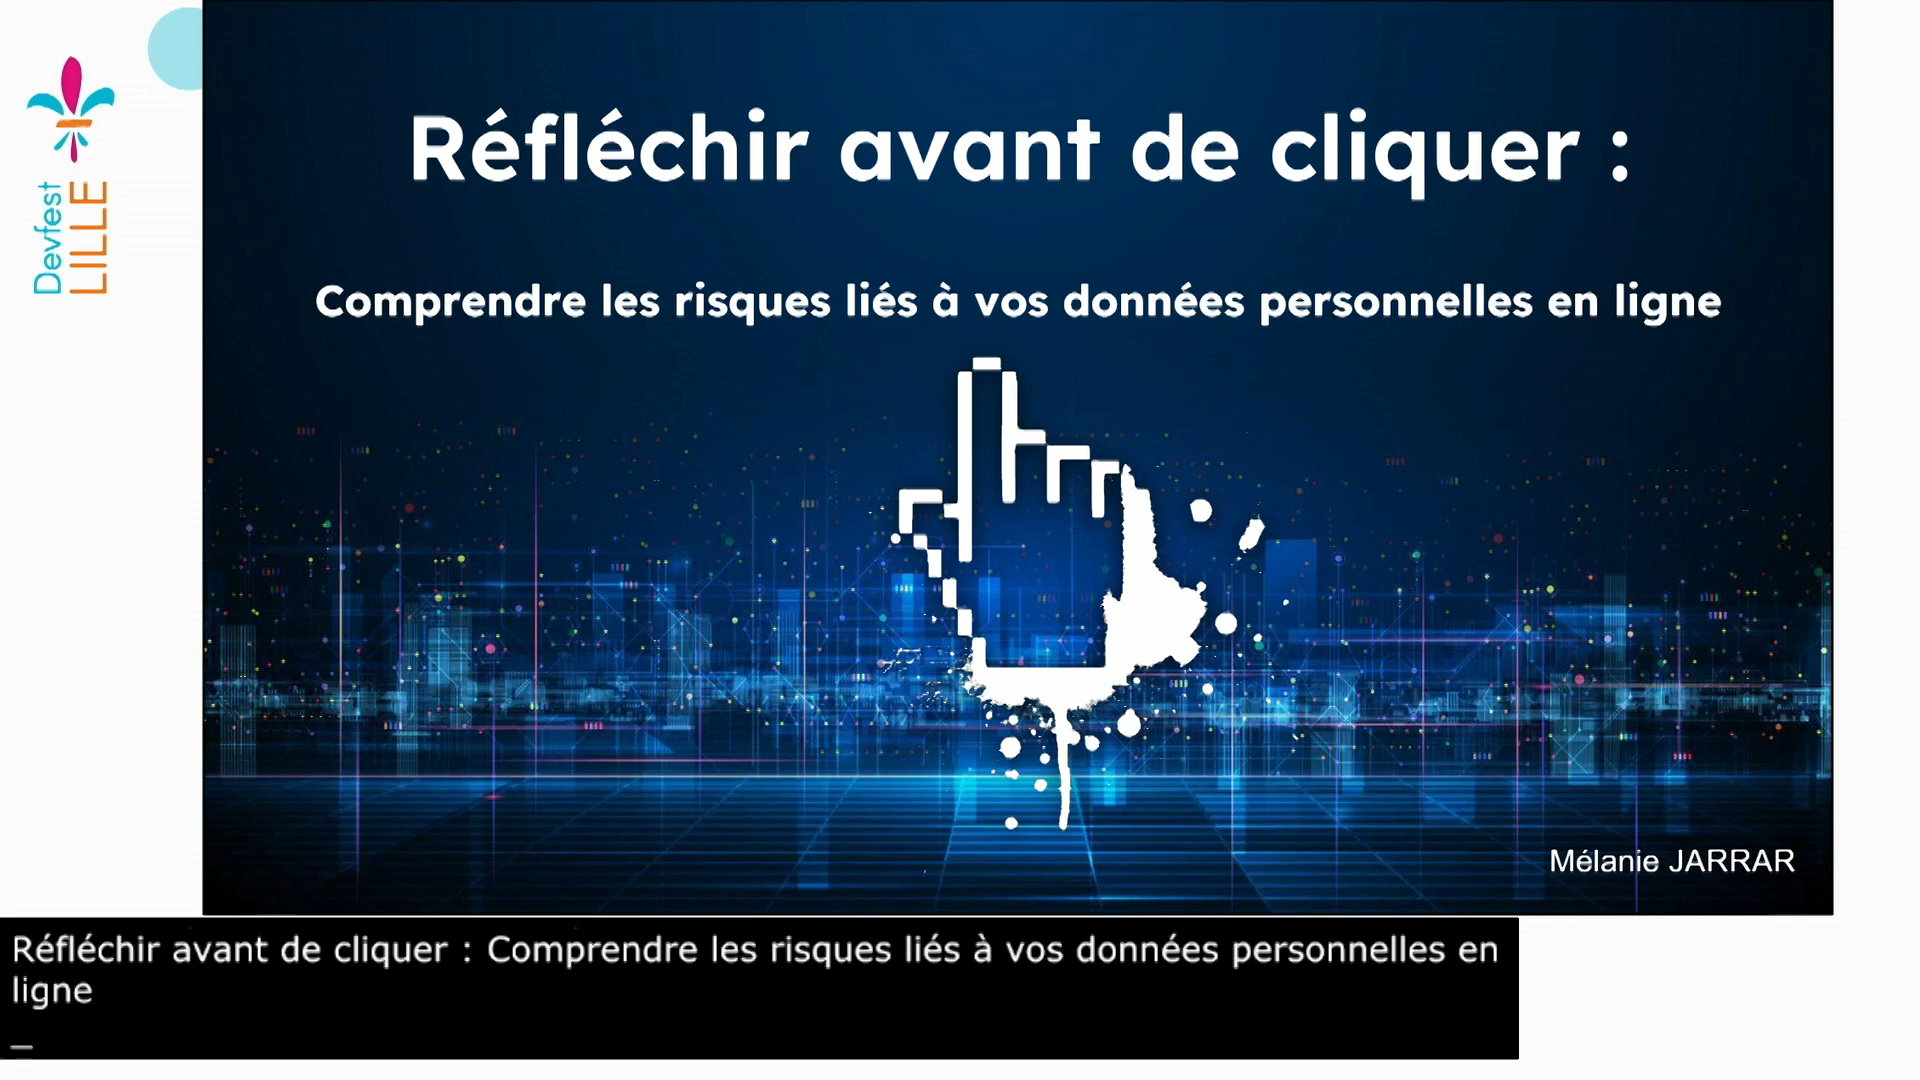 Devfest
LILLE
Réfléchir avant de cliquer :
Comprendre les risques liés à vos données personnelles en ligne
Mélanie JARRAR
Réfléchir avant de cliquer : Comprendre les risques liés à vos données personnelles en
ligne
_